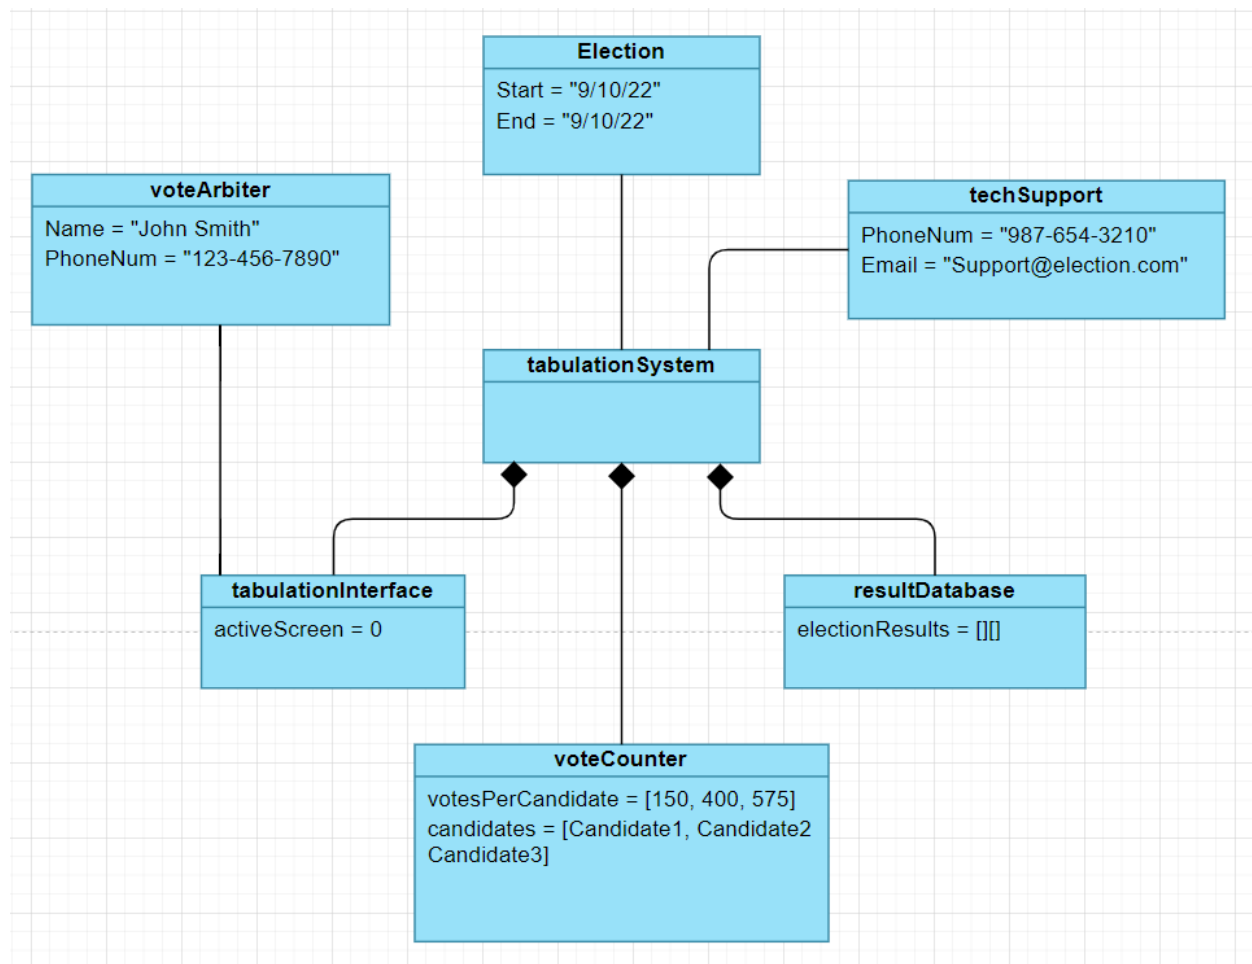 Election
Start = "9/10/22"
End = "9/10/22"
voteArbiter
Name = "John Smith"
PhoneNum = "123-456-7890"
techSupport
PhoneNum = "987-654-3210"
Email = "Support@election.com"
tabulationSystem
tabulationInterface
activeScreen = 0
resultDatabase
electionResults = [][]
voteCounter
votesPerCandidate = [150, 400, 575]
candidates = [Candidate1, Candidate2
Candidate3]